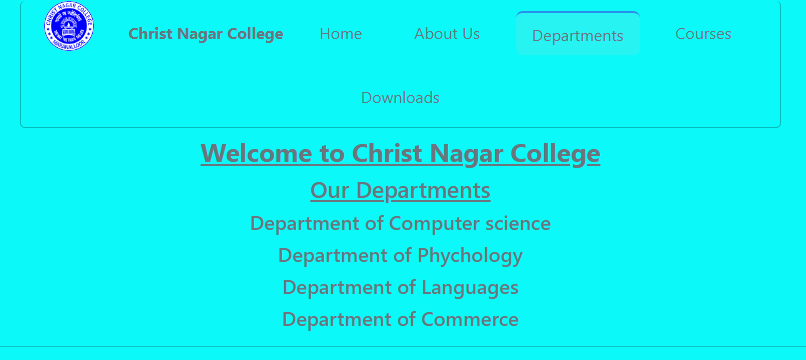 Christ Nagar College Home About Us Departments Courses
Downloads
Welcome to Christ Nagar College
Our Departments
Department of Computer science
Department of Phychology
Department of Languages
Department of Commerce